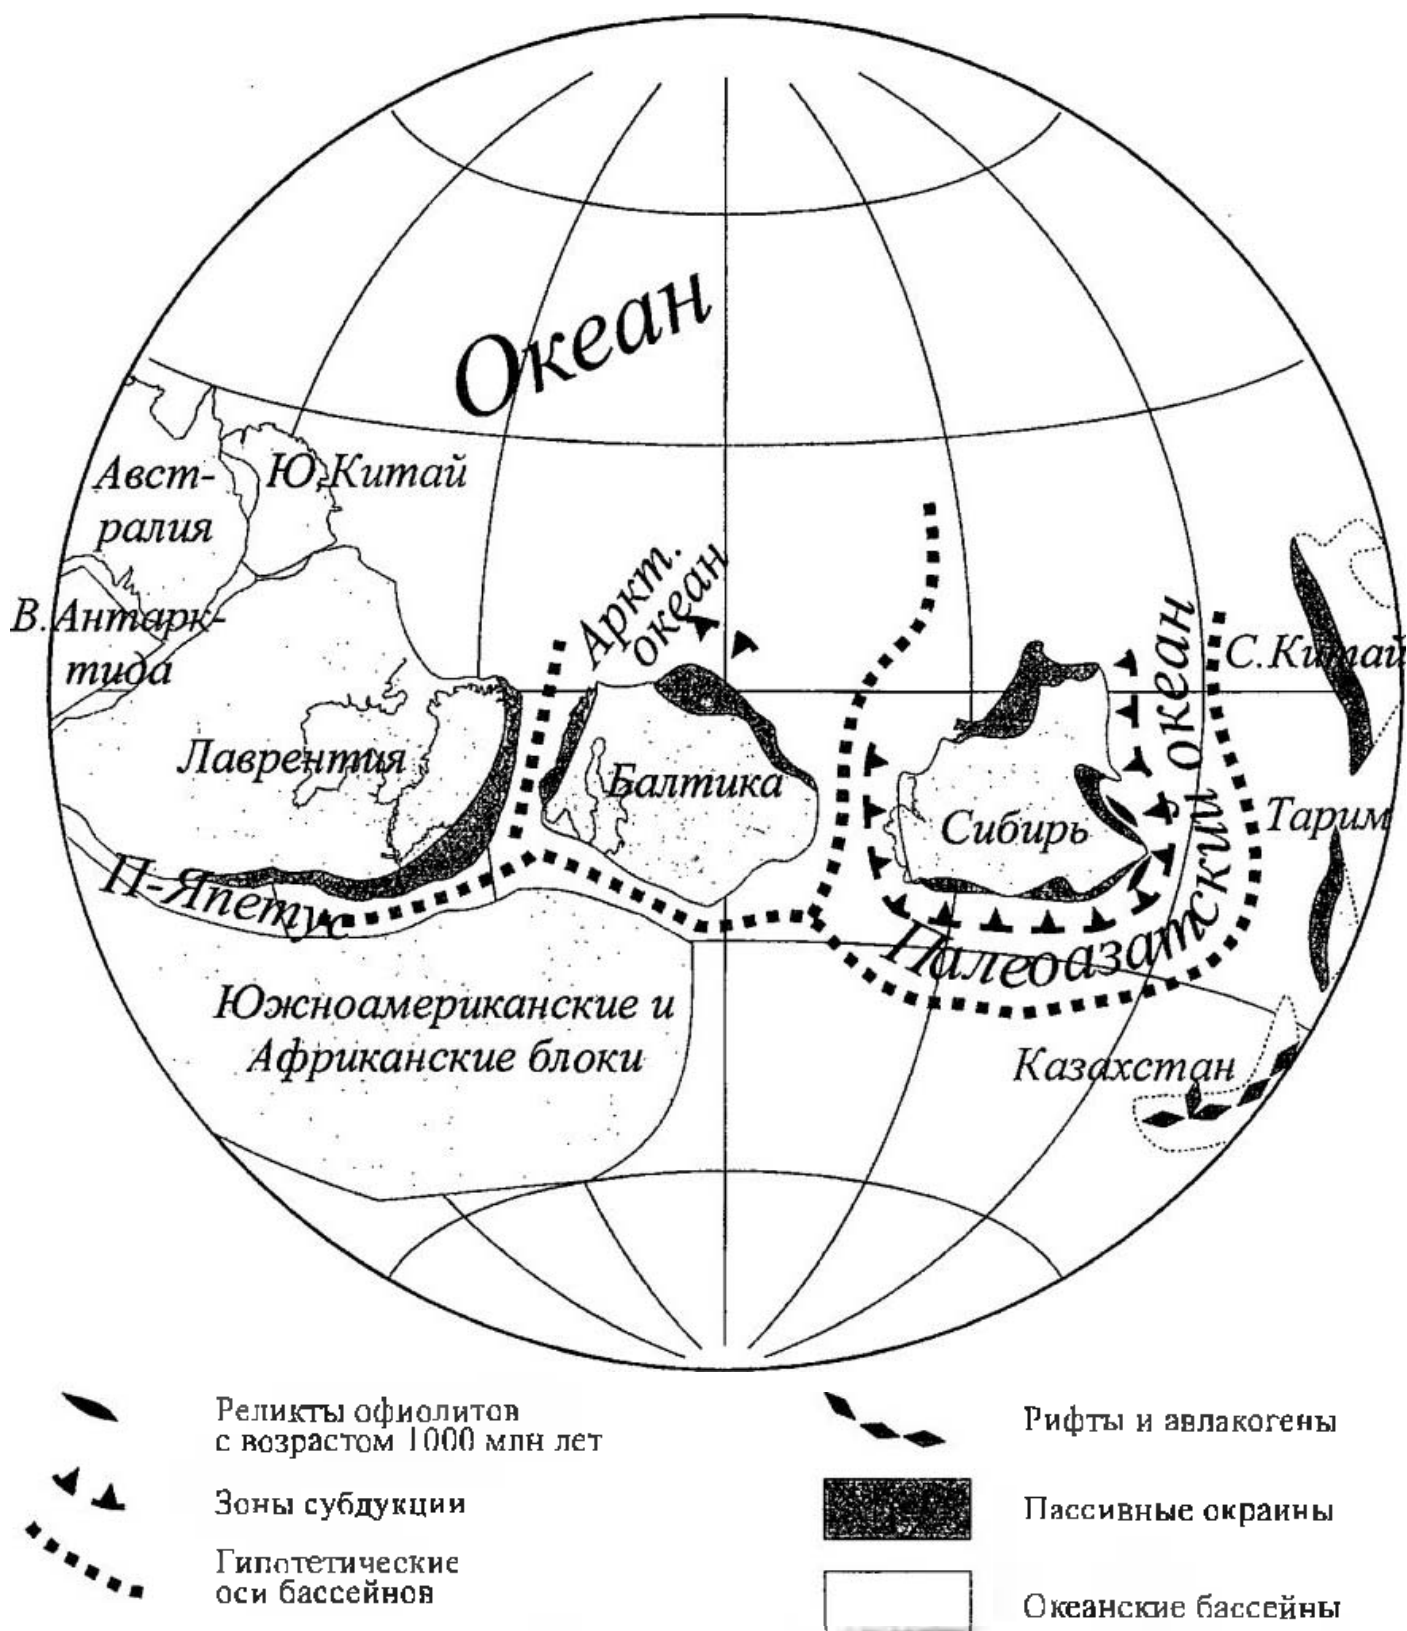 Океан
Авст-
ралия
Ю.Китай
В.Антарк-
тида
Аркт.
океан
Лаврентия
Балтика
Сибирь
С.Китай
Тарим
П-Япетус
Палеоазатский океан
Южноамериканские и
Африканские блоки
Казахстан
Реликты офиолитов
с возрастом 1000 млн лет
Зоны субдукции
Гипотетические
оси бассейнов
Рифты и авлакогены
Пассивные окраины
Океанские бассейны